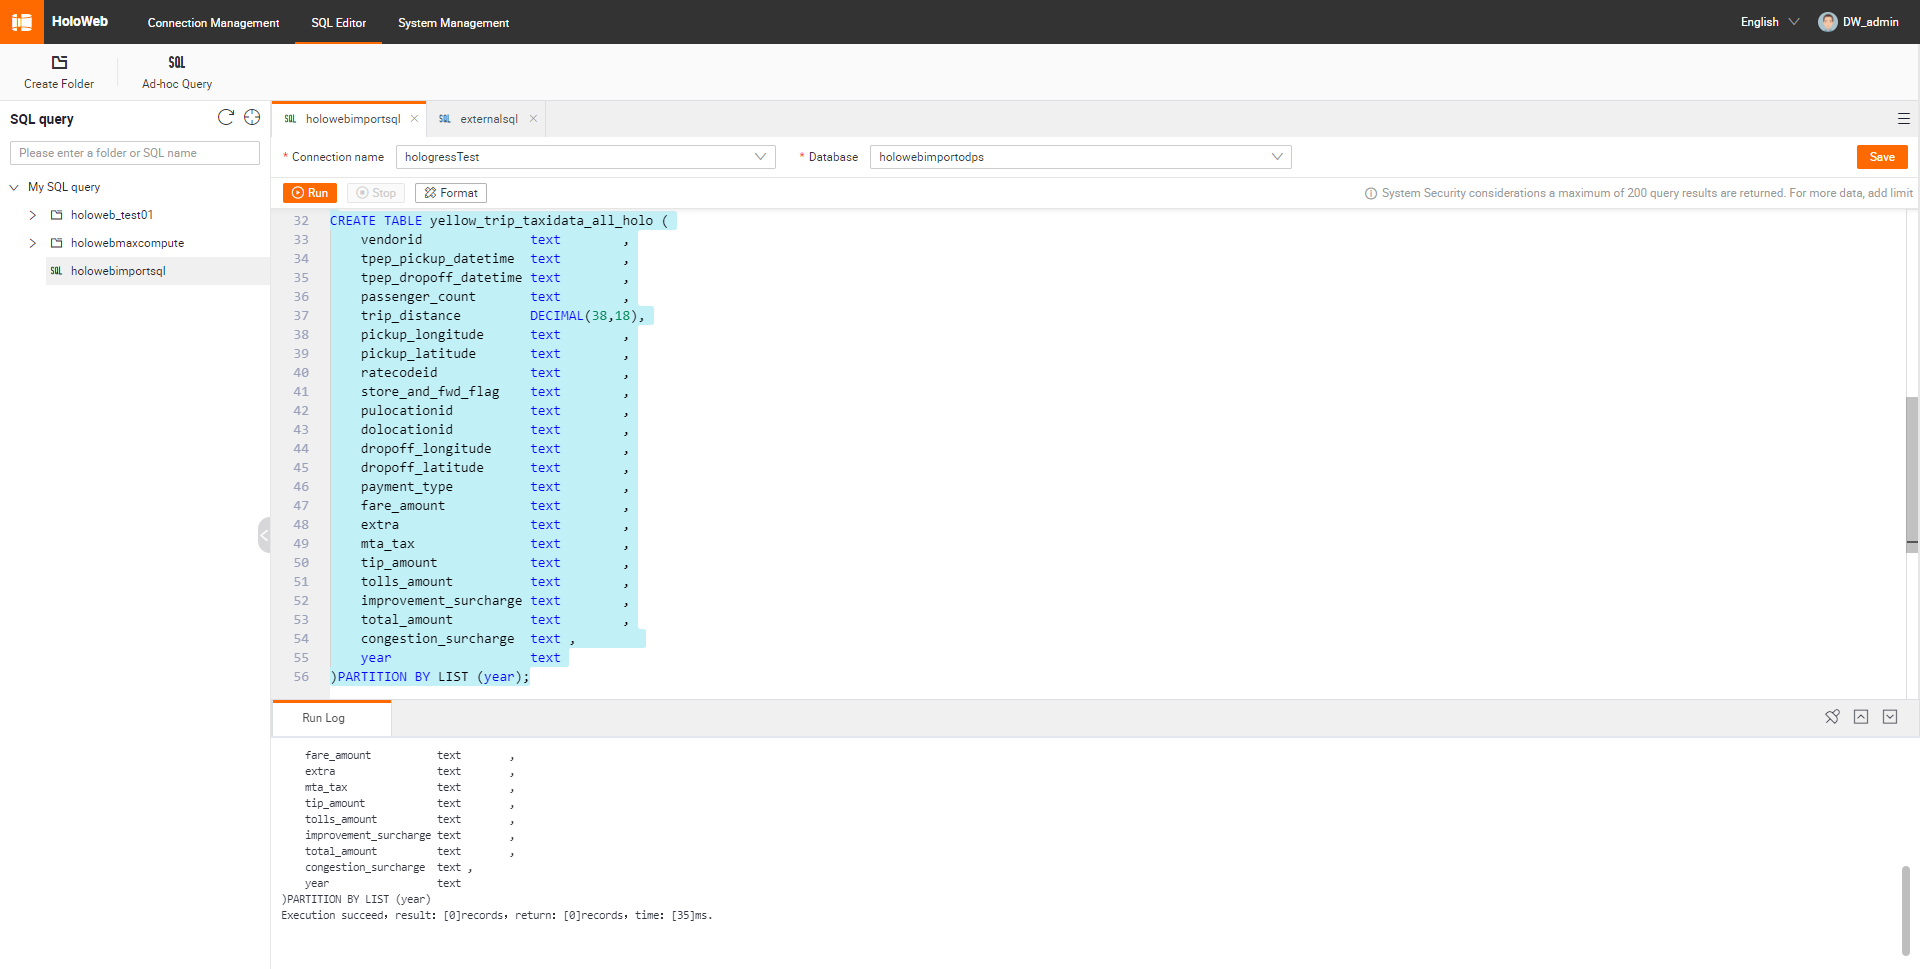 HoloWeb Connection Management SQL Editor System Management English DW_admin
SQL
Create Folder Ad-hoc Query
SQL query
Please enter a folder or SQL name
My SQL query
holoweb_test01
holowebmaxcompute
SQL holowebimportsql
SQL holowebimportsql SQL externalsql
* Connection name hologressTest * Database holowebimportodps Save
Run Stop Format System Security considerations a maximum of 200 query results are returned. For more data, add limit
32 CREATE TABLE yellow_trip_taxidata_all_holo (
33 vendorid text ,
34 tpep_pickup_datetime text ,
35 tpep_dropoff_datetime text ,
36 passenger_count text ,
37 trip_distance DECIMAL(38,18),
38 pickup_longitude text ,
39 pickup_latitude text ,
40 ratecodeid text ,
41 store_and_fwd_flag text ,
42 pulocationid text ,
43 dolocationid text ,
44 dropoff_longitude text ,
45 dropoff_latitude text ,
46 payment_type text ,
47 fare_amount text ,
48 extra text ,
49 mta_tax text ,
50 tip_amount text ,
51 tolls_amount text ,
52 improvement_surcharge text ,
53 total_amount text ,
54 congestion_surcharge text ,
55 year text
56 )PARTITION BY LIST (year);
Run Log
fare_amount text ,
extra text ,
mta_tax text ,
tip_amount text ,
tolls_amount text ,
improvement_surcharge text ,
total_amount text ,
congestion_surcharge text ,
year text
)PARTITION BY LIST (year)
Execution succeed, result: [0]records, return: [0]records, time: [35]ms.